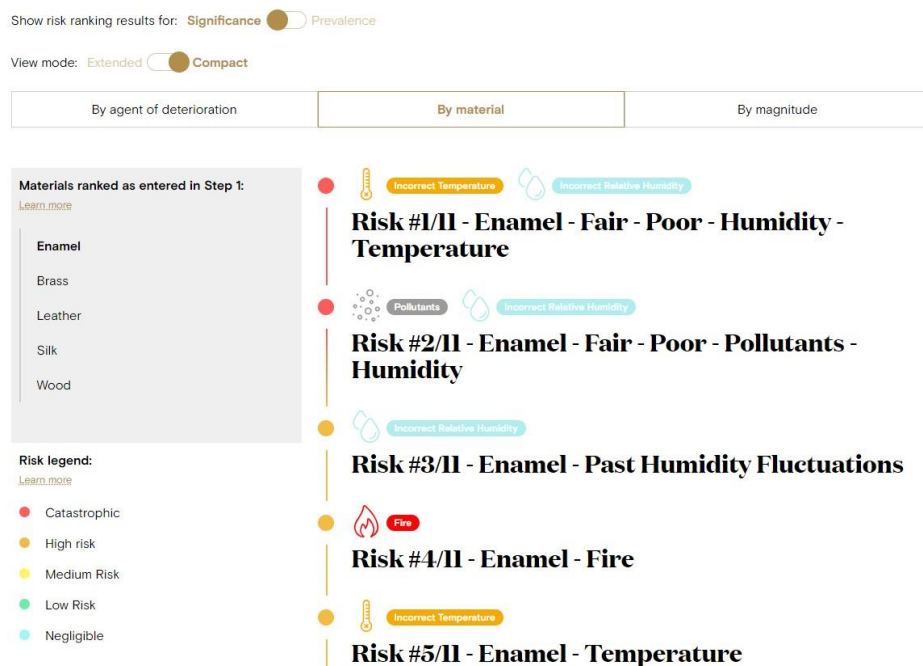 Show risk ranking results for: Significance Prevalence
View mode: Extended Compact
By agent of deterioration
By material
By magnitude
Materials ranked as entered in Step 1:
Learn more
Enamel
Brass
Leather
Silk
Wood
Risk legend:
Learn more
Catastrophic
High risk
Medium Risk
Low Risk
Negligible
Incorrect Temperature
Incorrect Relative Humidity
Risk #1/11 - Enamel - Fair - Poor - Humidity -
Temperature
Pollutants
Incorrect Relative Humidity
Risk #2/11 - Enamel - Fair - Poor - Pollutants -
Humidity
Incorrect Relative Humidity
Risk #3/11 - Enamel - Past Humidity Fluctuations
Fire
Risk #4/11 - Enamel - Fire
Incorrect Temperature
Risk #5/11 - Enamel - Temperature